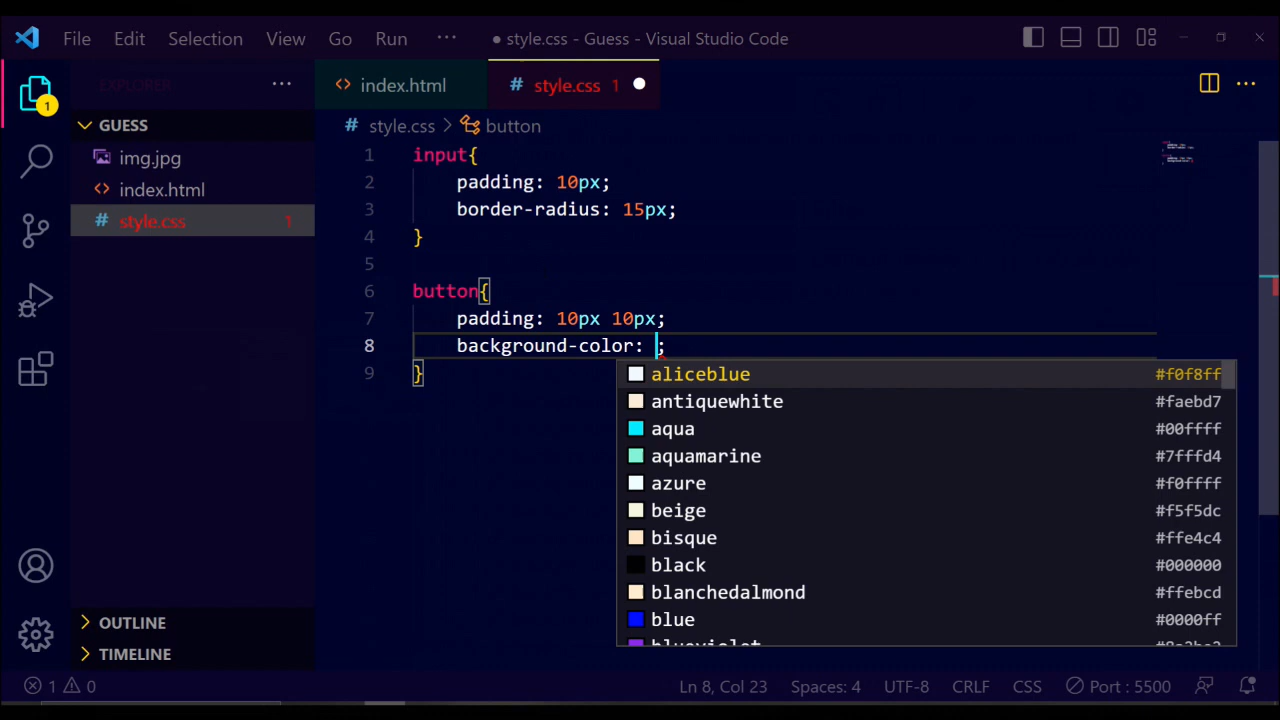 File Edit Selection View Go Run ··· ● style.css - Guess - Visual Studio Code
EXPLORER ···
<> index.html # style.css 1 ●
1
GUESS
img.jpg
<> index.html
# style.css 1
# style.css > button
1 input{
2 padding: 10px;
3 border-radius: 15px;
4 }
5
6 button{
7 padding: 10px 10px;
8 background-color: ;
9 }
aliceblue #f0f8ff
antiquewhite #faebd7
aqua #00ffff
aquamarine #7fffd4
azure #f0ffff
beige #f5f5dc
bisque #ffe4c4
black #000000
blanchedalmond #ffebcd
blue #0000ff
blueviolet #8a2be2
OUTLINE
TIMELINE
1 0 Ln 8, Col 23 Spaces: 4 UTF-8 CRLF CSS Port : 5500